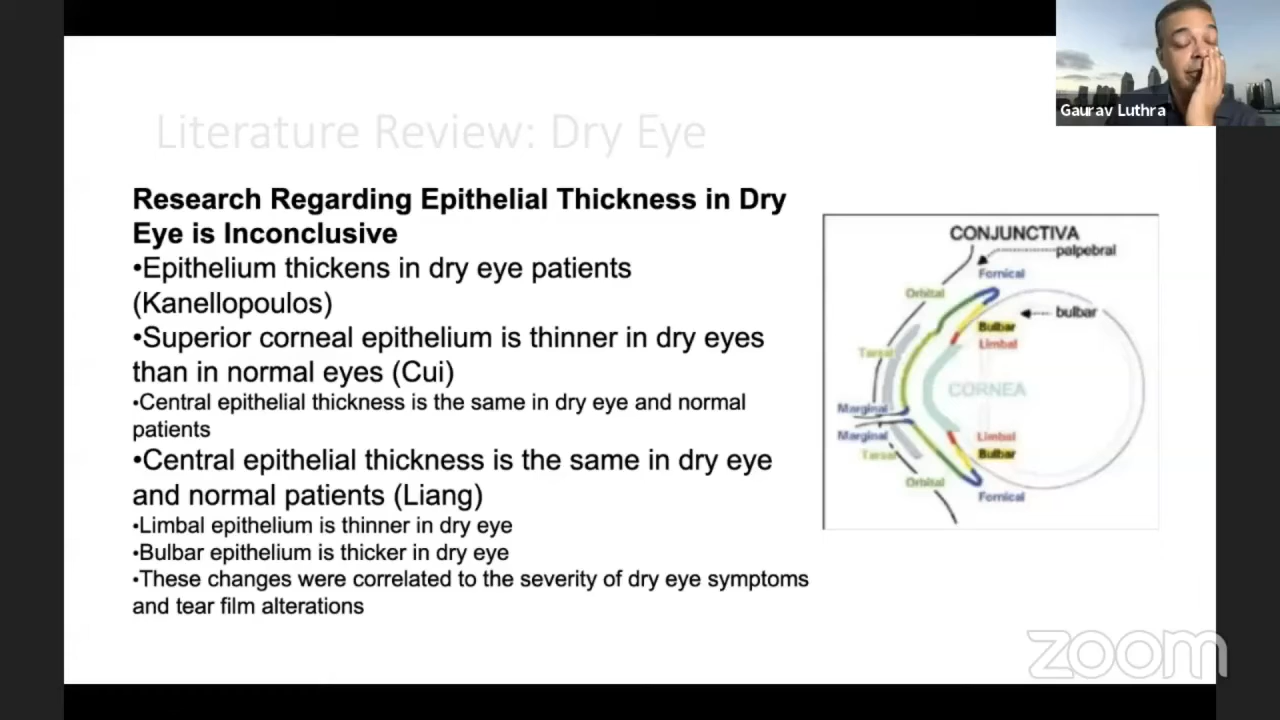 Literature Review: Dry Eye
Research Regarding Epithelial Thickness in Dry
Eye is Inconclusive
•Epithelium thickens in dry eye patients
(Kanellopoulos)
•Superior corneal epithelium is thinner in dry eyes
than in normal eyes (Cui)
•Central epithelial thickness is the same in dry eye and normal
patients
•Central epithelial thickness is the same in dry eye
and normal patients (Liang)
•Limbal epithelium is thinner in dry eye
•Bulbar epithelium is thicker in dry eye
•These changes were correlated to the severity of dry eye symptoms
and tear film alterations
CONJUNCTIVA
palpebral
Fornical
Orbital
bulbar
Bulbar
Limbal
Tarsal
CORNEA
Marginal
Marginal
Limbal
Tarsal
Bulbar
Orbital
Fornical
Gaurav Luthra
zoom